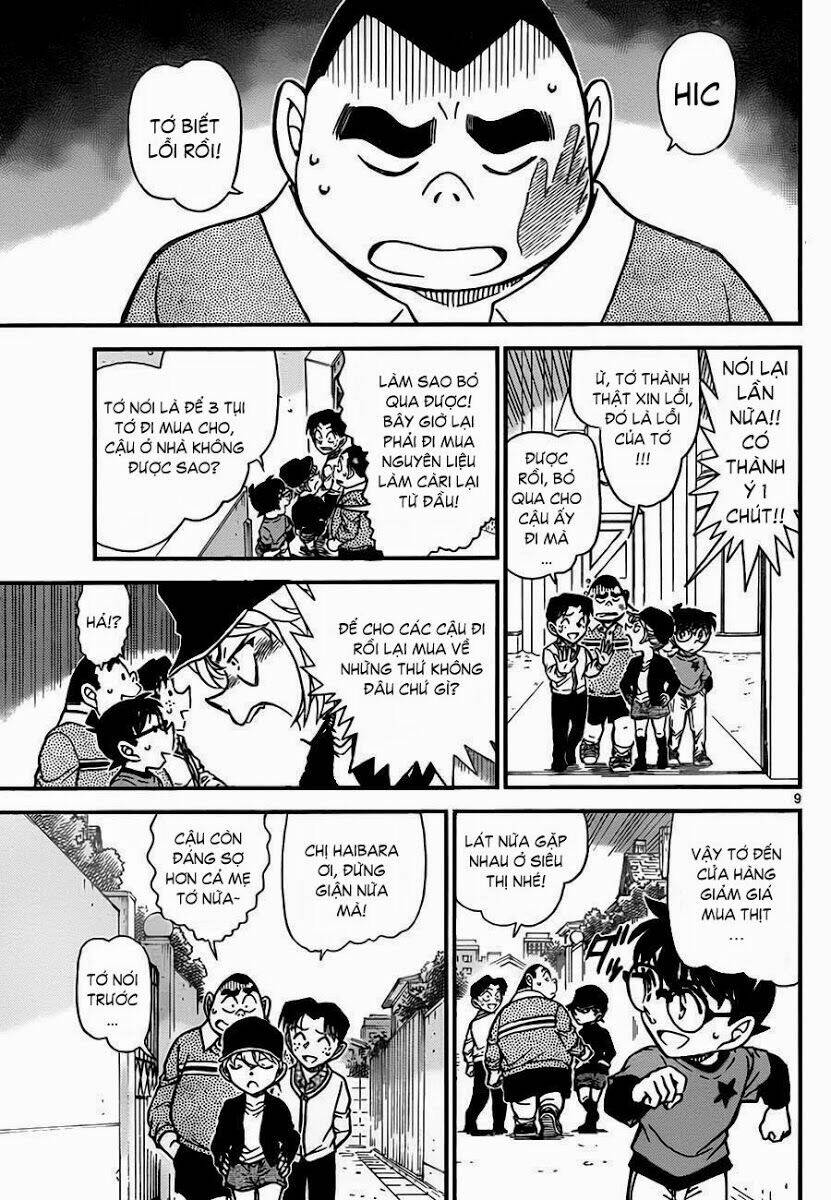 HIC
TỚ BIẾT
LỖI RỒI!
NÓI LẠI
LẦN
NỮA!!
CÓ
THÀNH
Ý 1
CHÚT!!
Ừ, TỚ THÀNH
THẬT XIN LỖI,
ĐÓ LÀ LỖI
CỦA TỚ
!!!
ĐƯỢC
RỒI, BỎ
QUA CHO
CẬU ẤY
ĐI MÀ
...
LÀM SAO BỎ
QUA ĐƯỢC!
BÂY GIỜ LẠI
PHẢI ĐI MUA
NGUYÊN LIỆU
LÀM CÀRI LẠI
TỪ ĐẦU!
TỚ NÓI LÀ ĐỂ 3 TỤI
TỚ ĐI MUA CHO,
CẬU Ở NHÀ KHÔNG
ĐƯỢC SAO?
ĐỂ CHO CÁC CẬU ĐI
RỒI LẠI MUA VỀ
NHỮNG THỨ KHÔNG
ĐÂU CHỨ GÌ?
HẢ!?
9
VẬY TỚ ĐẾN
CỬA HÀNG
GIẢM GIÁ
MUA THỊT
...
LÁT NỮA GẶP
NHAU Ở SIÊU
THỊ NHÉ!
CHỊ HAIBARA
ƠI, ĐỪNG
GIẬN NỮA
MÀ!
CẬU CÒN
ĐÁNG SỢ
HƠN CẢ MẸ
TỚ NỮA~
TỚ NÓI
TRƯỚC
...